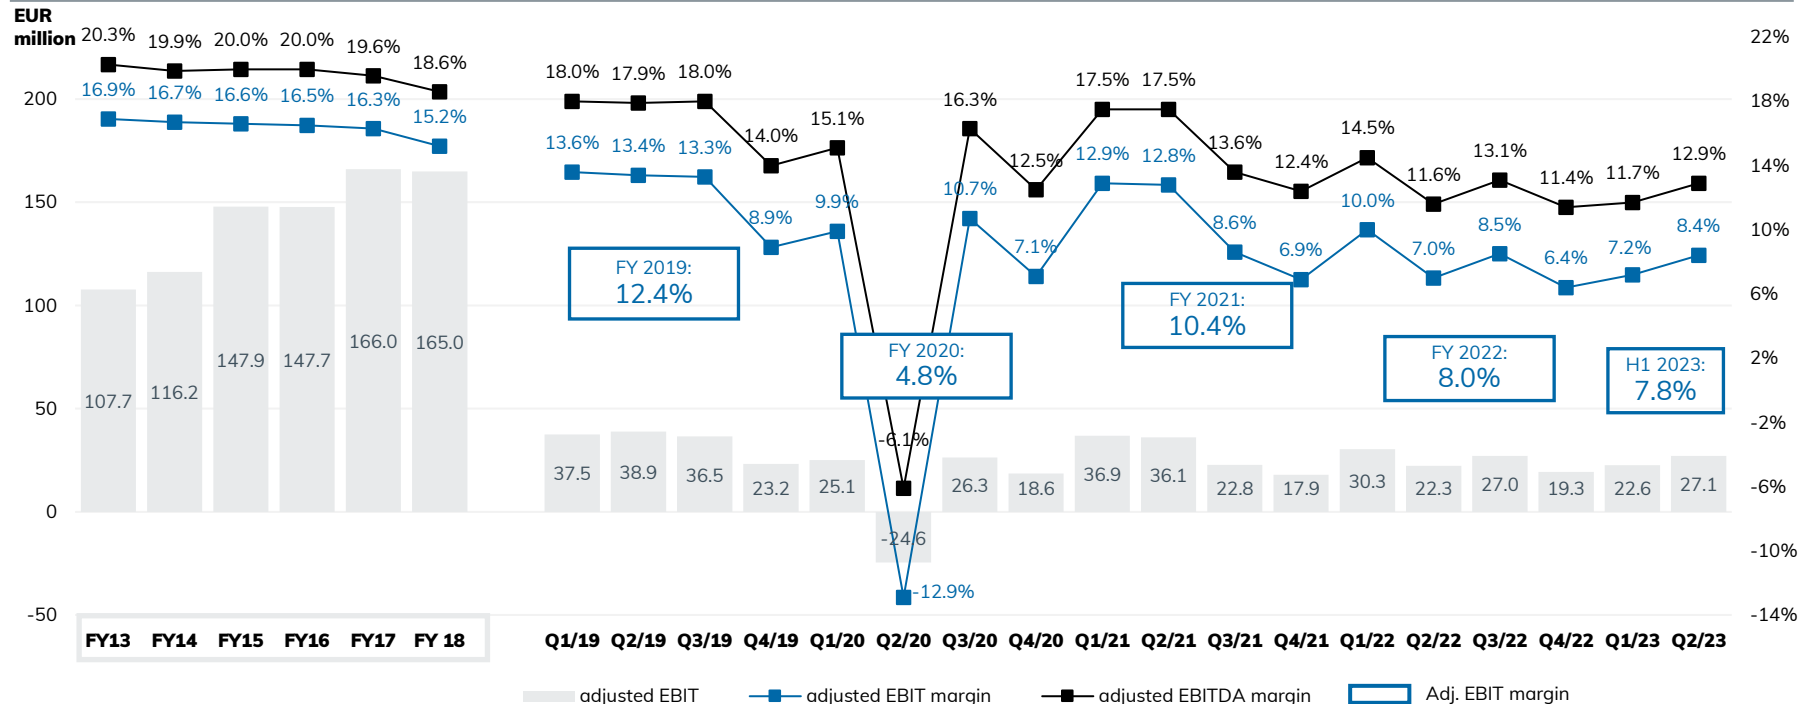 EUR
million
20.3% 19.9% 20.0% 20.0% 19.6% 18.6% 18.0% 17.9% 18.0% 14.0% 15.1% -6.1% 16.3% 12.5% 17.5% 17.5% 13.6% 12.4% 14.5% 11.6% 13.1% 11.4% 11.7% 12.9%
16.9% 16.7% 16.6% 16.5% 16.3% 15.2% 13.6% 13.4% 13.3% 8.9% 9.9% -12.9% 10.7% 7.1% 12.9% 12.8% 8.6% 6.9% 10.0% 7.0% 8.5% 6.4% 7.2% 8.4%
200
150
100
50
0
-50
22%
18%
14%
10%
6%
2%
-2%
-6%
-10%
-14%
FY 2019:
12.4%
FY 2020:
4.8%
FY 2021:
10.4%
FY 2022:
8.0%
H1 2023:
7.8%
107.7 116.2 147.9 147.7 166.0 165.0 37.5 38.9 36.5 23.2 25.1 -24.6 26.3 18.6 36.9 36.1 22.8 17.9 30.3 22.3 27.0 19.3 22.6 27.1
FY13 FY14 FY15 FY16 FY17 FY 18 Q1/19 Q2/19 Q3/19 Q4/19 Q1/20 Q2/20 Q3/20 Q4/20 Q1/21 Q2/21 Q3/21 Q4/21 Q1/22 Q2/22 Q3/22 Q4/22 Q1/23 Q2/23
adjusted EBIT adjusted EBIT margin adjusted EBITDA margin Adj. EBIT margin